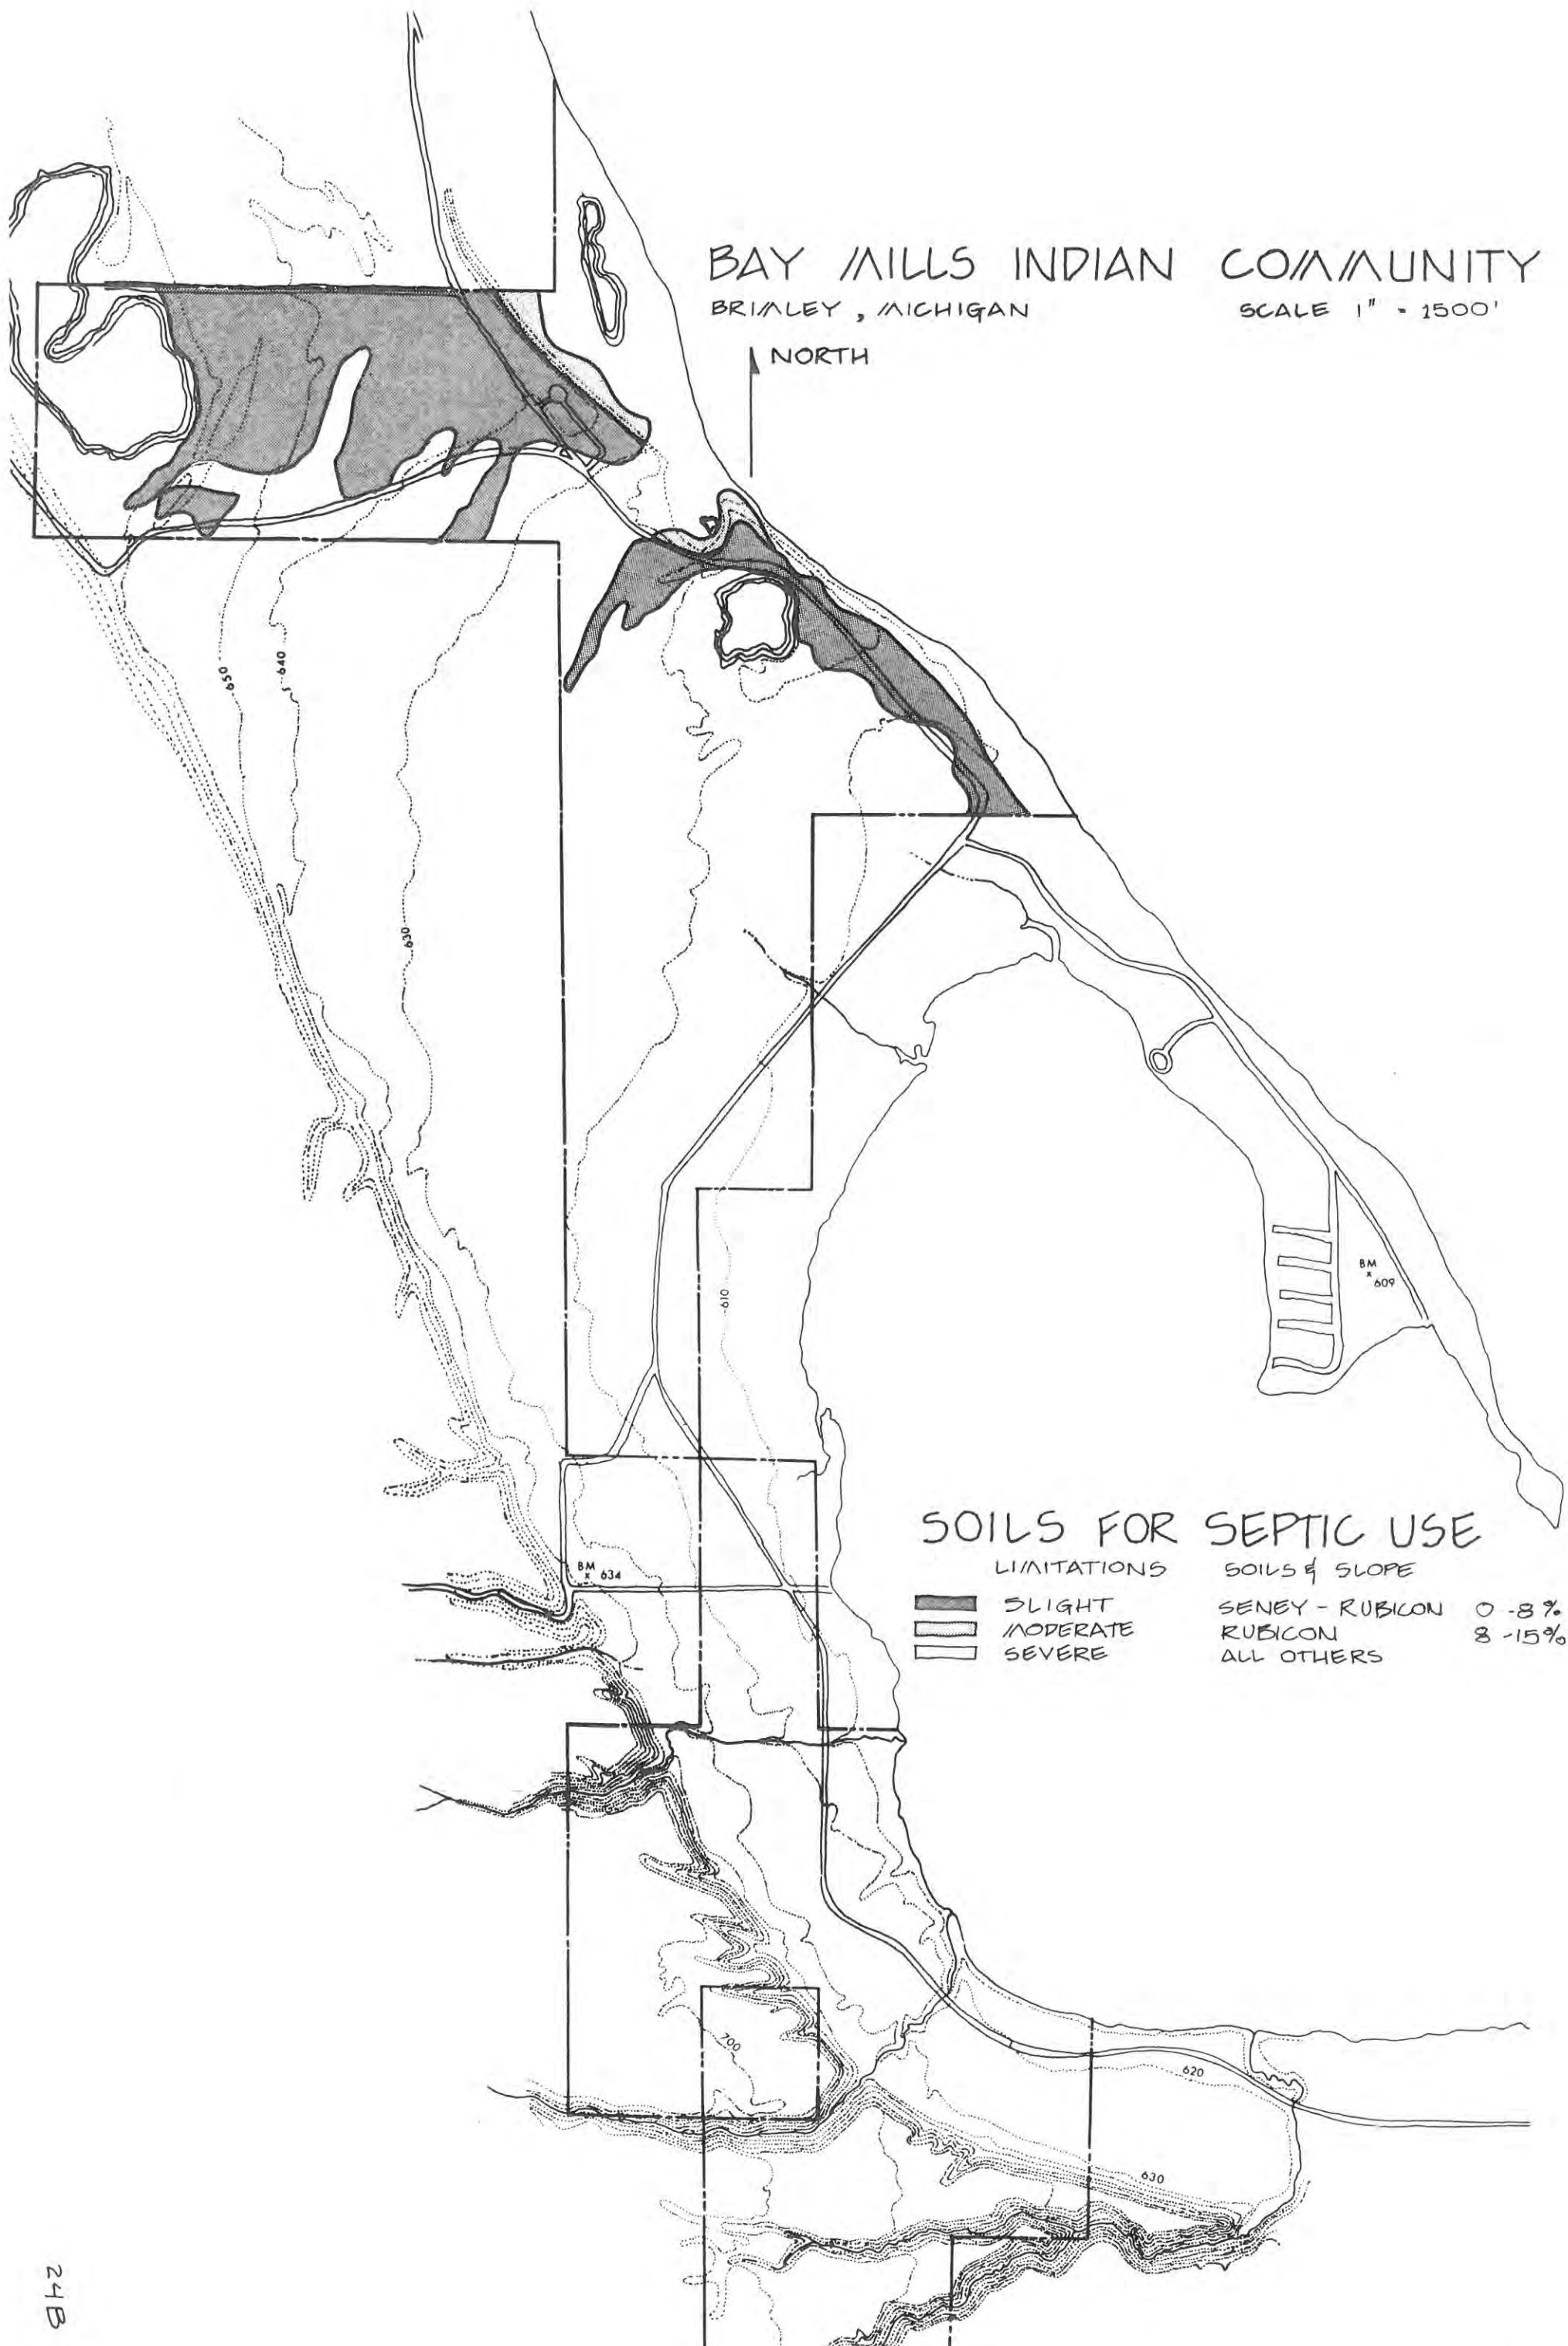 BAY MILLS INDIAN COMMUNITY
BRIMLEY, MICHIGAN SCALE 1" = 1500'
NORTH
650
640
630
610
BM
x 609
SOILS FOR SEPTIC USE
LIMITATIONS SOILS & SLOPE
SLIGHT SENEY - RUBICON 0 - 8%
MODERATE RUBICON 8 - 15%
SEVERE ALL OTHERS
BM
x 634
700
620
630
24B